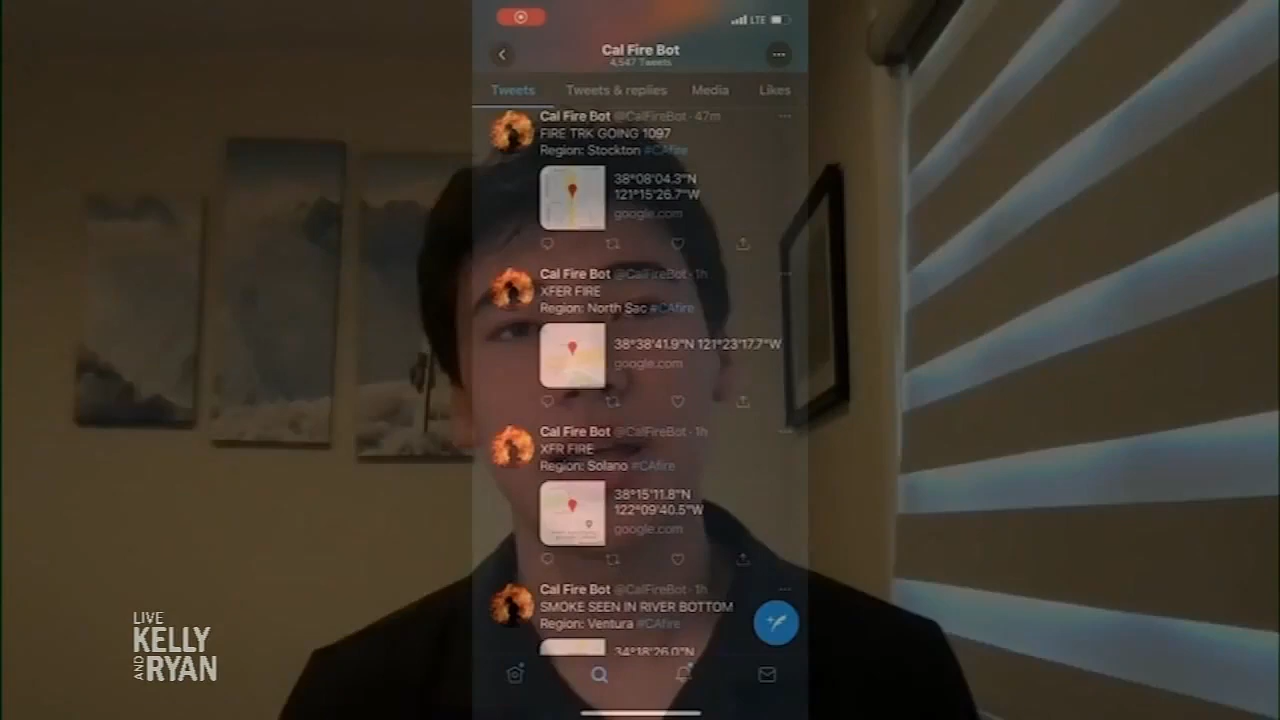 LTE
Cal Fire Bot
4,547 Tweets
Tweets Tweets & replies Media Likes
Cal Fire Bot @CalFireBot · 47m
FIRE TRK GOING 1097
Region: Stockton #CAfire
38°08'04.3"N
121°15'26.7"W
google.com
Cal Fire Bot @CalFireBot · 1h
XFER FIRE
Region: North Sac #CAfire
38°38'41.9"N 121°23'17.7"W
google.com
Cal Fire Bot @CalFireBot · 1h
XFR FIRE
Region: Solano #CAfire
38°15'11.8"N
122°09'40.5"W
google.com
Cal Fire Bot @CalFireBot · 1h
SMOKE SEEN IN RIVER BOTTOM
Region: Ventura #CAfire
34°18'26.0"N
LIVE
KELLY
AND RYAN